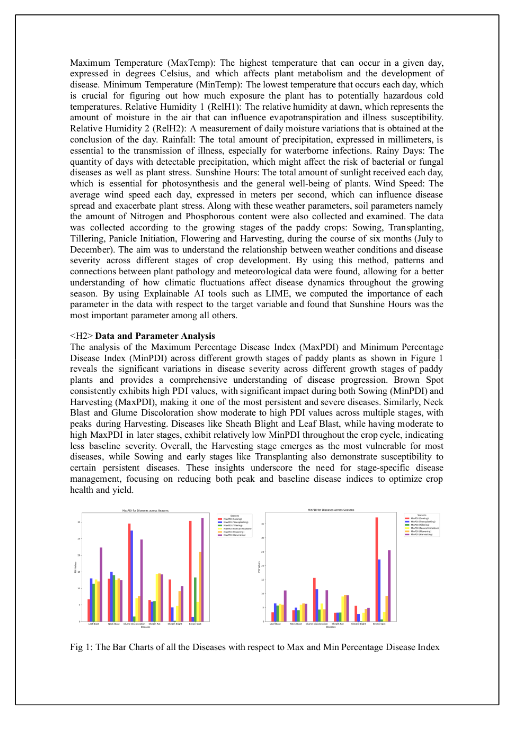 Maximum Temperature (MaxTemp): The highest temperature that can occur in a given day,
expressed in degrees Celsius, and which affects plant metabolism and the development of
disease. Minimum Temperature (MinTemp): The lowest temperature that occurs each day, which
is crucial for figuring out how much exposure the plant has to potentially hazardous cold
temperatures. Relative Humidity 1 (RelH1): The relative humidity at dawn, which represents the
amount of moisture in the air that can influence evapotranspiration and illness susceptibility.
Relative Humidity 2 (RelH2): A measurement of daily moisture variations that is obtained at the
conclusion of the day. Rainfall: The total amount of precipitation, expressed in millimeters, is
essential to the transmission of illness, especially for waterborne infections. Rainy Days: The
quantity of days with detectable precipitation, which might affect the risk of bacterial or fungal
diseases as well as plant stress. Sunshine Hours: The total amount of sunlight received each day,
which is essential for photosynthesis and the general well-being of plants. Wind Speed: The
average wind speed each day, expressed in meters per second, which can influence disease
spread and exacerbate plant stress. Along with these weather parameters, soil parameters namely
the amount of Nitrogen and Phosphorous content were also collected and examined. The data
was collected according to the growing stages of the paddy crops: Sowing, Transplanting,
Tillering, Panicle Initiation, Flowering and Harvesting, during the course of six months (July to
December). The aim was to understand the relationship between weather conditions and disease
severity across different stages of crop development. By using this method, patterns and
connections between plant pathology and meteorological data were found, allowing for a better
understanding of how climatic fluctuations affect disease dynamics throughout the growing
season. By using Explainable AI tools such as LIME, we computed the importance of each
parameter in the data with respect to the target variable and found that Sunshine Hours was the
most important parameter among all others.
<H2> Data and Parameter Analysis
The analysis of the Maximum Percentage Disease Index (MaxPDI) and Minimum Percentage
Disease Index (MinPDI) across different growth stages of paddy plants as shown in Figure 1
reveals the significant variations in disease severity across different growth stages of paddy
plants and provides a comprehensive understanding of disease progression. Brown Spot
consistently exhibits high PDI values, with significant impact during both Sowing (MinPDI) and
Harvesting (MaxPDI), making it one of the most persistent and severe diseases. Similarly, Neck
Blast and Glume Discoloration show moderate to high PDI values across multiple stages, with
peaks during Harvesting. Diseases like Sheath Blight and Leaf Blast, while having moderate to
high MaxPDI in later stages, exhibit relatively low MinPDI throughout the crop cycle, indicating
less baseline severity. Overall, the Harvesting stage emerges as the most vulnerable for most
diseases, while Sowing and early stages like Transplanting also demonstrate susceptibility to
certain persistent diseases. These insights underscore the need for stage-specific disease
management, focusing on reducing both peak and baseline disease indices to optimize crop
health and yield.
Fig 1: The Bar Charts of all the Diseases with respect to Max and Min Percentage Disease Index